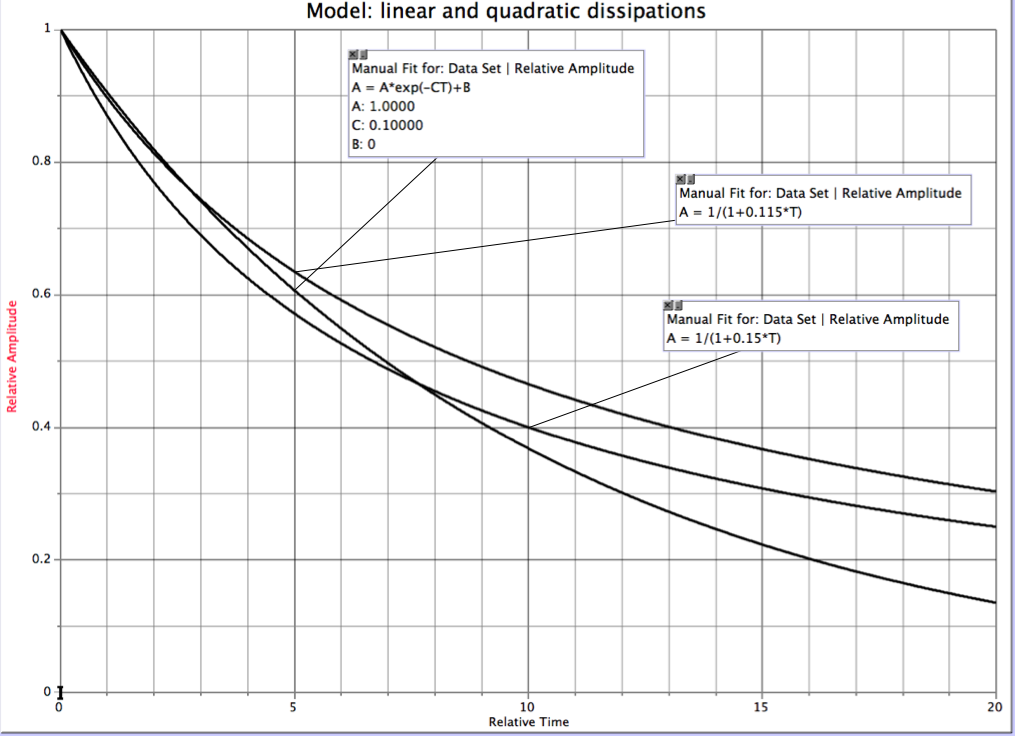 Model: linear and quadratic dissipations
Manual Fit for: Data Set | Relative Amplitude
A = A*exp(-CT)+B
A: 1.0000
C: 0.10000
B: 0
Manual Fit for: Data Set | Relative Amplitude
A = 1/(1+0.115*T)
Manual Fit for: Data Set | Relative Amplitude
A = 1/(1+0.15*T)
Relative Amplitude
1
0.8
0.6
0.4
0.2
0
0
5
10
15
20
Relative Time